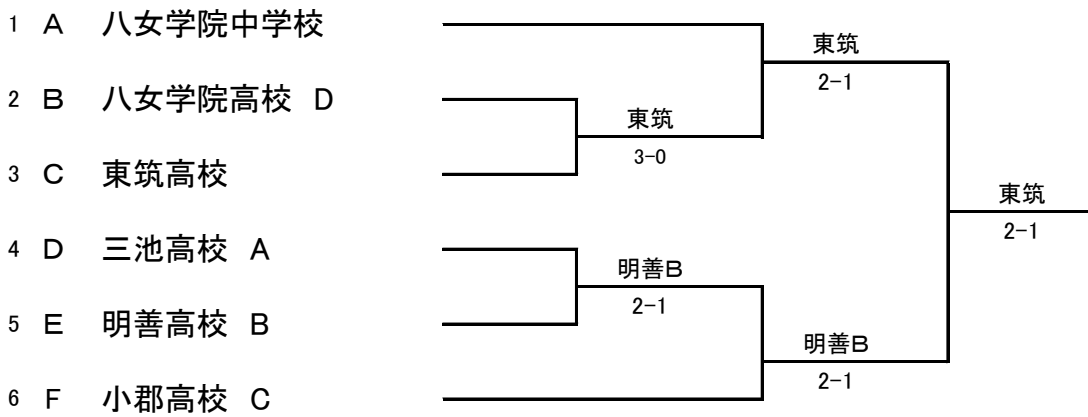 1 A 八女学院中学校
東筑
2-1
2 B 八女学院高校 D
東筑
3-0
3 C 東筑高校
東筑
2-1
4 D 三池高校 A
明善B
2-1
5 E 明善高校 B
明善B
2-1
6 F 小郡高校 C